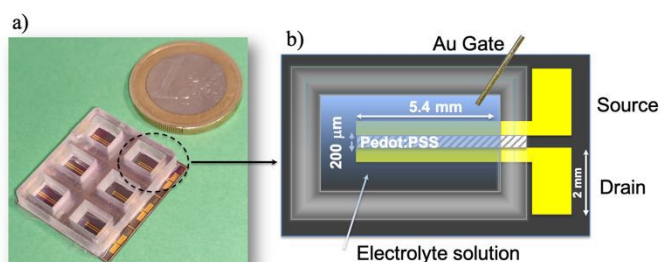 a)
b)
Au Gate
5.4 mm
Source
200 µm
Pedot:PSS
2 mm
Drain
Electrolyte solution